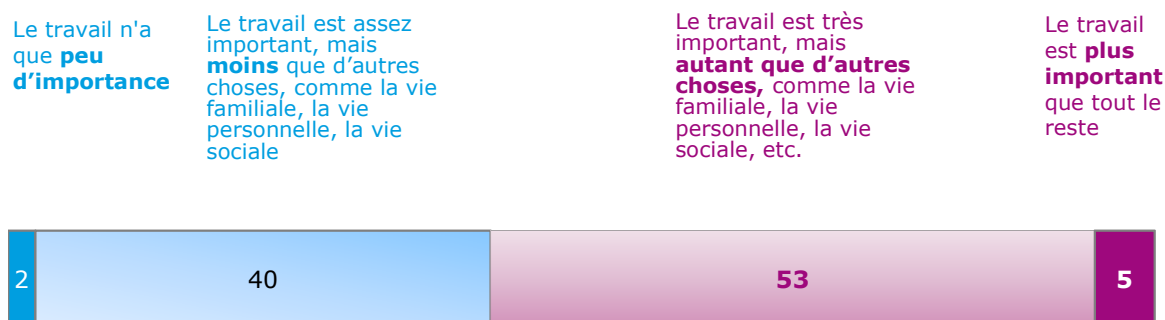 Le travail n'a
que peu
d'importance
Le travail est assez
important, mais
moins que d'autres
choses, comme la vie
familiale, la vie
personnelle, la vie
sociale
Le travail est très
important, mais
autant que d'autres
choses, comme la vie
familiale, la vie
personnelle, la vie
sociale, etc.
Le travail
est plus
important
que tout le
reste
2
40
53
5